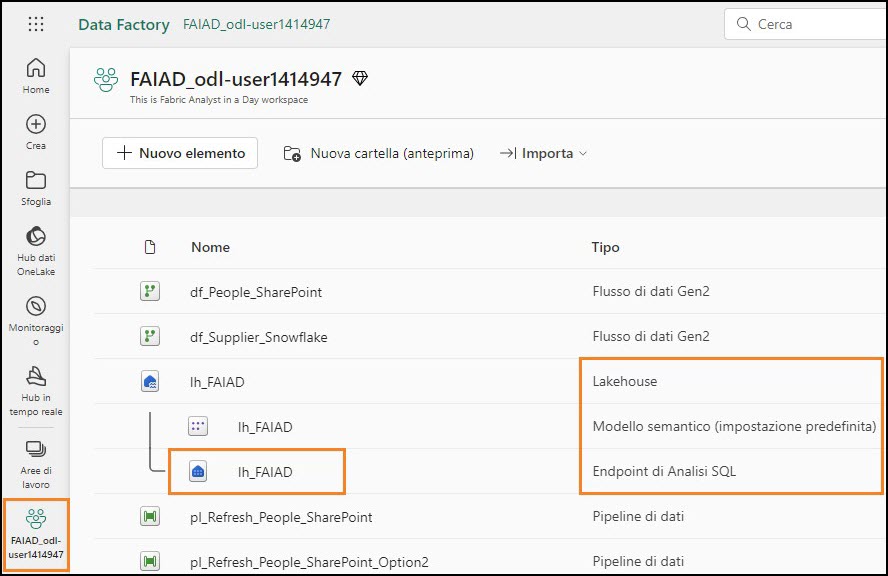 Data Factory FAIAD_odl-user1414947
Cerca
Home
Crea
Sfoglia
Hub dati
OneLake
Monitoraggi
o
Hub in
tempo reale
Aree di
lavoro
FAIAD_odl-
user1414947
FAIAD_odl-user1414947
This is Fabric Analyst in a Day workspace
Nuovo elemento Nuova cartella (anteprima) Importa
Nome Tipo
df_People_SharePoint Flusso di dati Gen2
df_Supplier_Snowflake Flusso di dati Gen2
lh_FAIAD Lakehouse
lh_FAIAD Modello semantico (impostazione predefinita)
lh_FAIAD Endpoint di Analisi SQL
pl_Refresh_People_SharePoint Pipeline di dati
pl_Refresh_People_SharePoint_Option2 Pipeline di dati